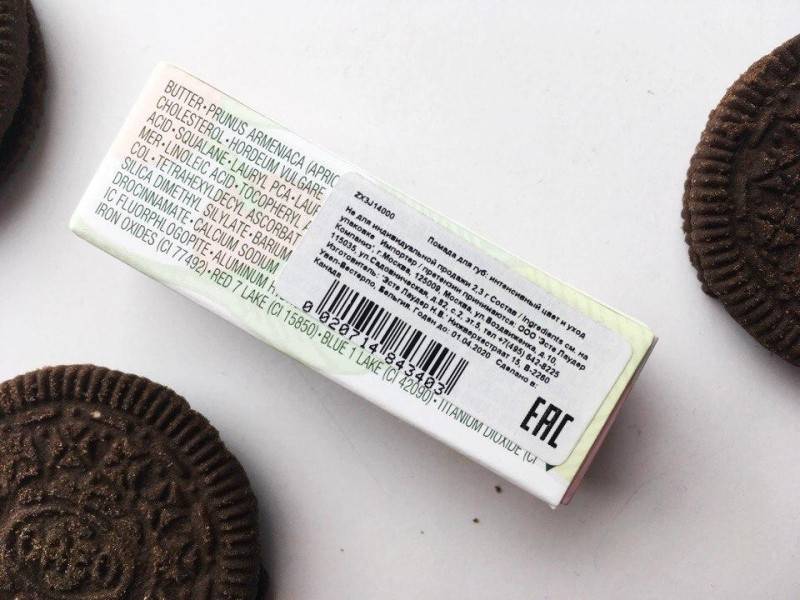 BUTTER • PRUNUS ARMENIACA (APRIC
CHOLESTEROL • HORDEUM VULGARE
ACID • SQUALANE • LAURYL PCA • LAU
MER • LINOLEIC ACID • TOCOPHERYL A
COL • TETRAHEXYLDECYL ASCORBAT
SILICA DIMETHYL SILYLATE • BARIUM
DROCINNAMATE • CALCIUM SODIUM
IC FLUORPHLOGOPITE • ALUMINUM H
IRON OXIDES (CI 77492) • RED 7 LAKE (CI 15850) • BLUE 1 LAKE (CI 42090) • TITANIUM DIOXIDE (CI
ZX3J14000
Помада для губ: интенсивный цвет и уход
Не для индивидуальной продажи 2,3 г Состав / Ingredients см. на
упаковке Импортер / претензии принимаются: ООО "Эсте Лаудер
Компаниз", г.Москва, 125009, Москва, ул.Воздвиженка, д.10,
115035, ул.Садовническая, д.82, с.2, эт.5, тел +7(495) 642-8225
Изготовитель: Эсте Лаудер Н.В. Нижверхестраат 15, B-2260
Увел-Вестерло, Бельгия. Годен до: 01.04.2020 Сделано в:
Канада
0 020714 843403
EAC